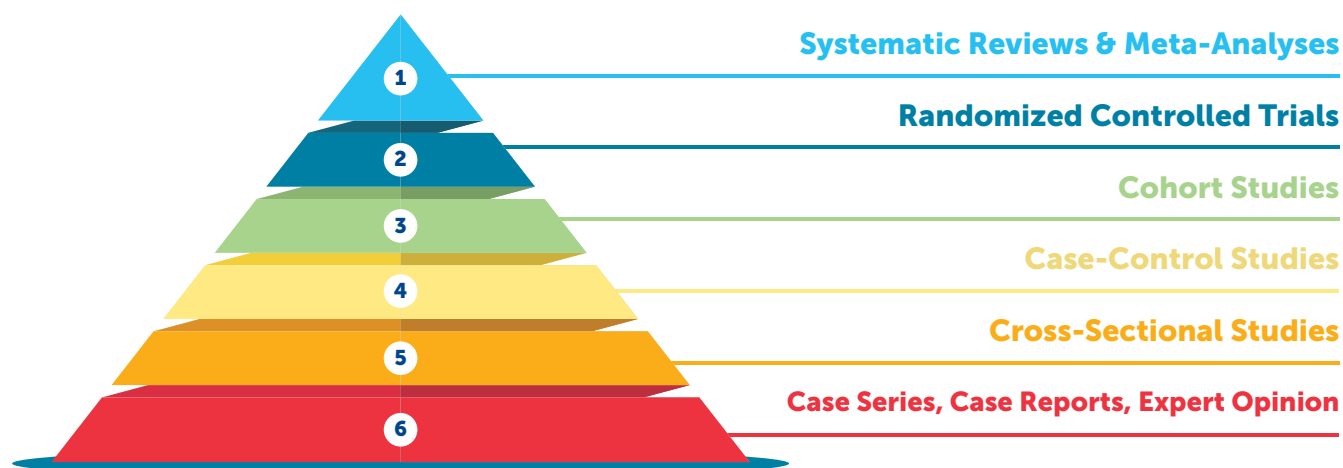 1
Systematic Reviews & Meta-Analyses
2
Randomized Controlled Trials
3
Cohort Studies
4
Case-Control Studies
5
Cross-Sectional Studies
6
Case Series, Case Reports, Expert Opinion